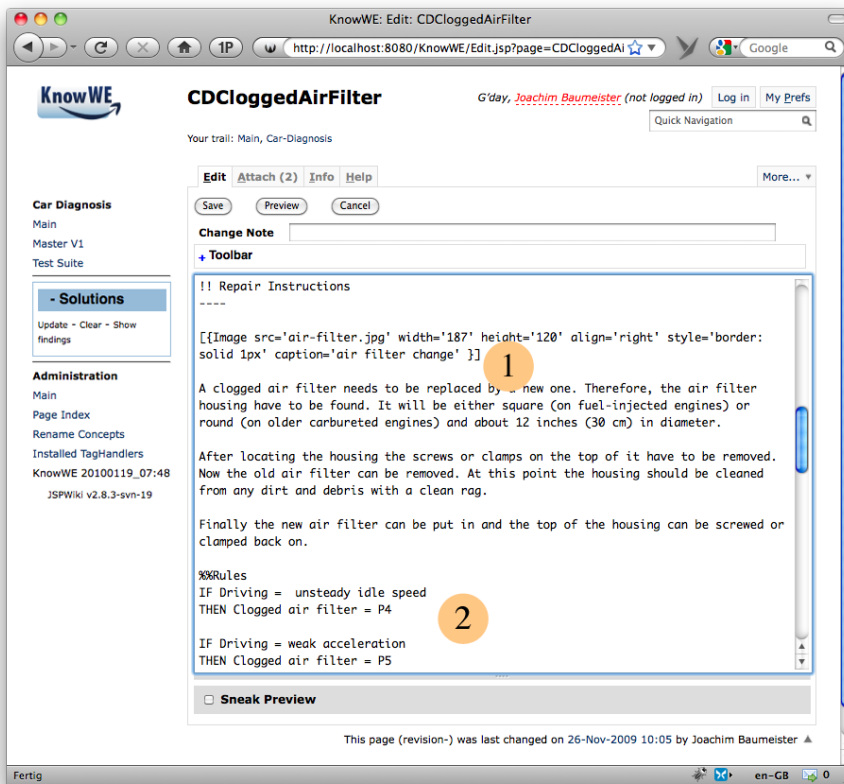 KnowWE: Edit: CDCloggedAirFilter
1P
http://localhost:8080/KnowWE/Edit.jsp?page=CDCloggedAi
Google
KnowWE
CDCloggedAirFilter
G'day, Joachim Baumeister (not logged in) Log in My Prefs
Quick Navigation
Your trail: Main, Car-Diagnosis
Edit Attach (2) Info Help More...
Save Preview Cancel
Change Note
+ Toolbar
Car Diagnosis
Main
Master V1
Test Suite
- Solutions
Update - Clear - Show
findings
Administration
Main
Page Index
Rename Concepts
Installed TagHandlers
KnowWE 20100119_07:48
JSPWiki v2.8.3-svn-19
!! Repair Instructions
----
[{Image src='air-filter.jpg' width='187' height='120' align='right' style='border:
solid 1px' caption='air filter change' }]
1
A clogged air filter needs to be replaced by new one. Therefore, the air filter
housing have to be found. It will be either square (on fuel-injected engines) or
round (on older carbureted engines) and about 12 inches (30 cm) in diameter.
After locating the housing the screws or clamps on the top of it have to be removed.
Now the old air filter can be removed. At this point the housing should be cleaned
from any dirt and debris with a clean rag.
Finally the new air filter can be put in and the top of the housing can be screwed or
clamped back on.
%%Rules
IF Driving =  unsteady idle speed
THEN Clogged air filter = P4
2
IF Driving = weak acceleration
THEN Clogged air filter = P5
Sneak Preview
This page (revision-) was last changed on 26-Nov-2009 10:05 by Joachim Baumeister
Fertig
en-GB 0